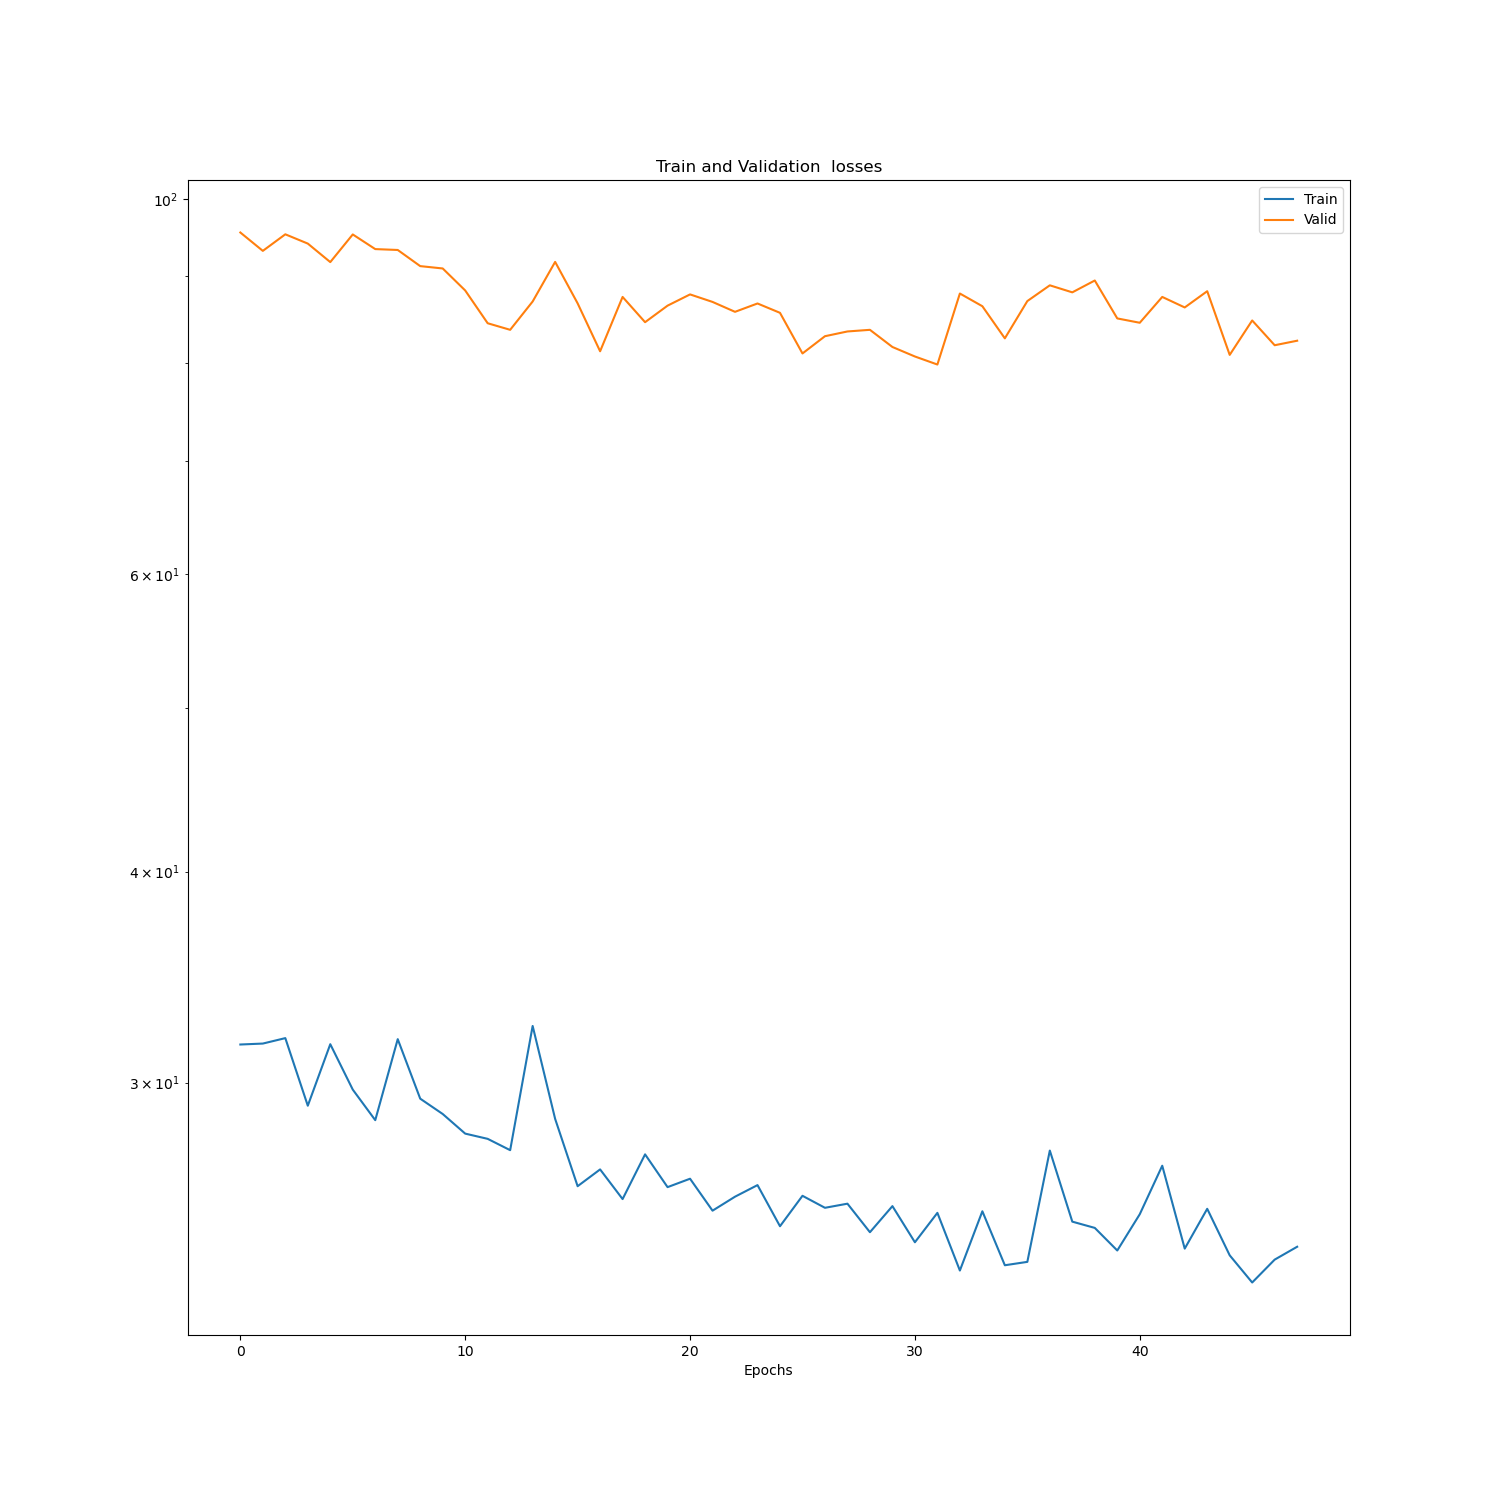 Train and Validation  losses
10²
Train
Valid
6 × 10¹
4 × 10¹
3 × 10¹
0 10 20 30 40
Epochs